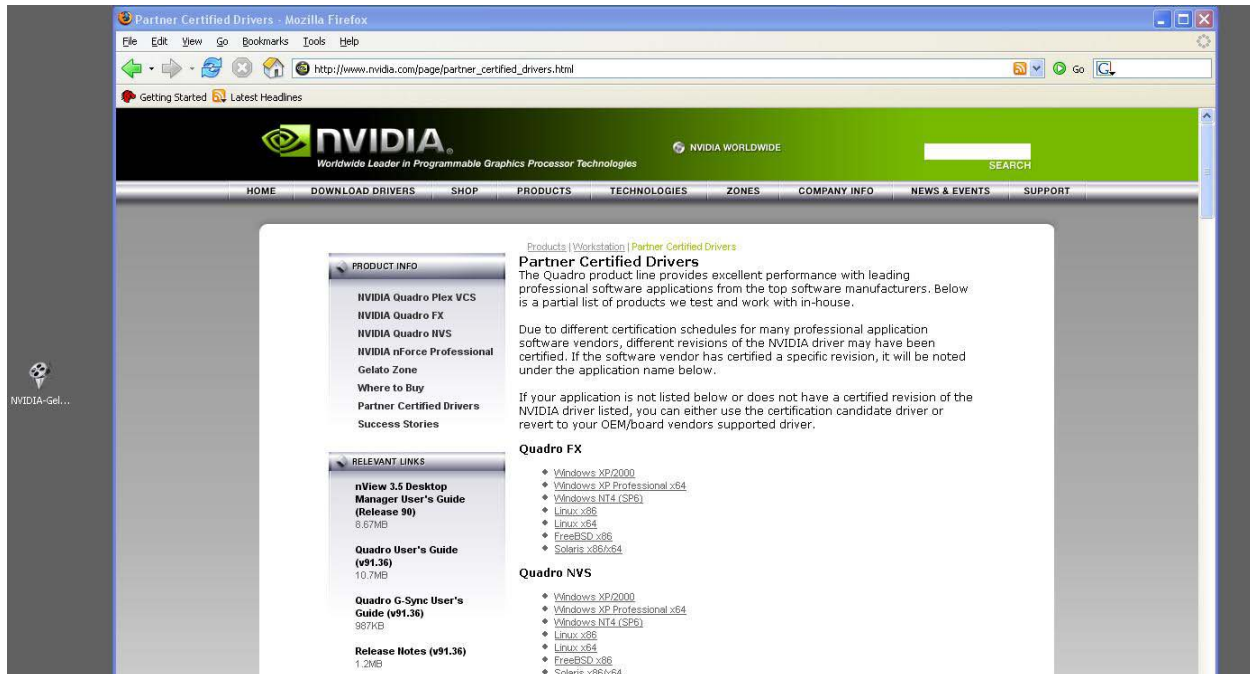 Partner Certified Drivers - Mozilla Firefox
File Edit View Go Bookmarks Tools Help
http://www.nvidia.com/page/partner_certified_drivers.html
Go
G
Getting Started Latest Headlines
NVIDIA®
Worldwide Leader in Programmable Graphics Processor Technologies
NVIDIA WORLDWIDE
SEARCH
HOME DOWNLOAD DRIVERS SHOP PRODUCTS TECHNOLOGIES ZONES COMPANY INFO NEWS & EVENTS SUPPORT
NVIDIA-Gel...
PRODUCT INFO
NVIDIA Quadro Plex VCS
NVIDIA Quadro FX
NVIDIA Quadro NVS
NVIDIA nForce Professional
Gelato Zone
Where to Buy
Partner Certified Drivers
Success Stories
RELEVANT LINKS
nView 3.5 Desktop
Manager User's Guide
(Release 90)
8.67MB
Quadro User's Guide
(v91.36)
10.7MB
Quadro G-Sync User's
Guide (v91.36)
987KB
Release Notes (v91.36)
1.2MB
Products | Workstation | Partner Certified Drivers
Partner Certified Drivers
The Quadro product line provides excellent performance with leading
professional software applications from the top software manufacturers. Below
is a partial list of products we test and work with in-house.
Due to different certification schedules for many professional application
software vendors, different revisions of the NVIDIA driver may have been
certified. If the software vendor has certified a specific revision, it will be noted
under the application name below.
If your application is not listed below or does not have a certified revision of the
NVIDIA driver listed, you can either use the certification candidate driver or
revert to your OEM/board vendors supported driver.
Quadro FX
Windows XP/2000
Windows XP Professional x64
Windows NT4 (SP6)
Linux x86
Linux x64
FreeBSD x86
Solaris x86/x64
Quadro NVS
Windows XP/2000
Windows XP Professional x64
Windows NT4 (SP6)
Linux x86
Linux x64
FreeBSD x86
Solaris x86/x64